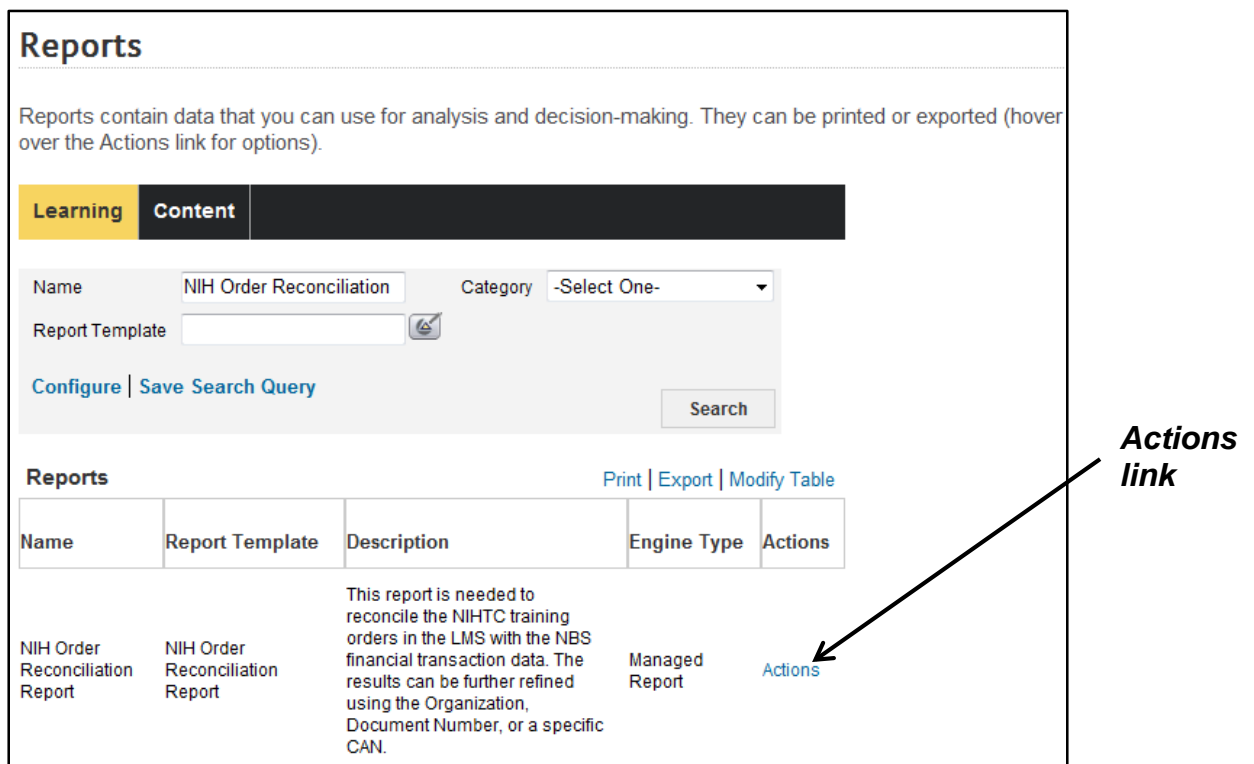 Reports
Reports contain data that you can use for analysis and decision-making. They can be printed or exported (hover
over the Actions link for options).
Learning Content
Name NIH Order Reconciliation Category -Select One-
Report Template
Configure | Save Search Query
Search
Actions
link
Reports Print | Export | Modify Table
Name Report Template Description Engine Type Actions
This report is needed to
reconcile the NIHTC training
orders in the LMS with the NBS
financial transaction data. The
results can be further refined
using the Organization,
Document Number, or a specific
CAN.
NIH Order
Reconciliation
Report
NIH Order
Reconciliation
Report
Managed
Report
Actions